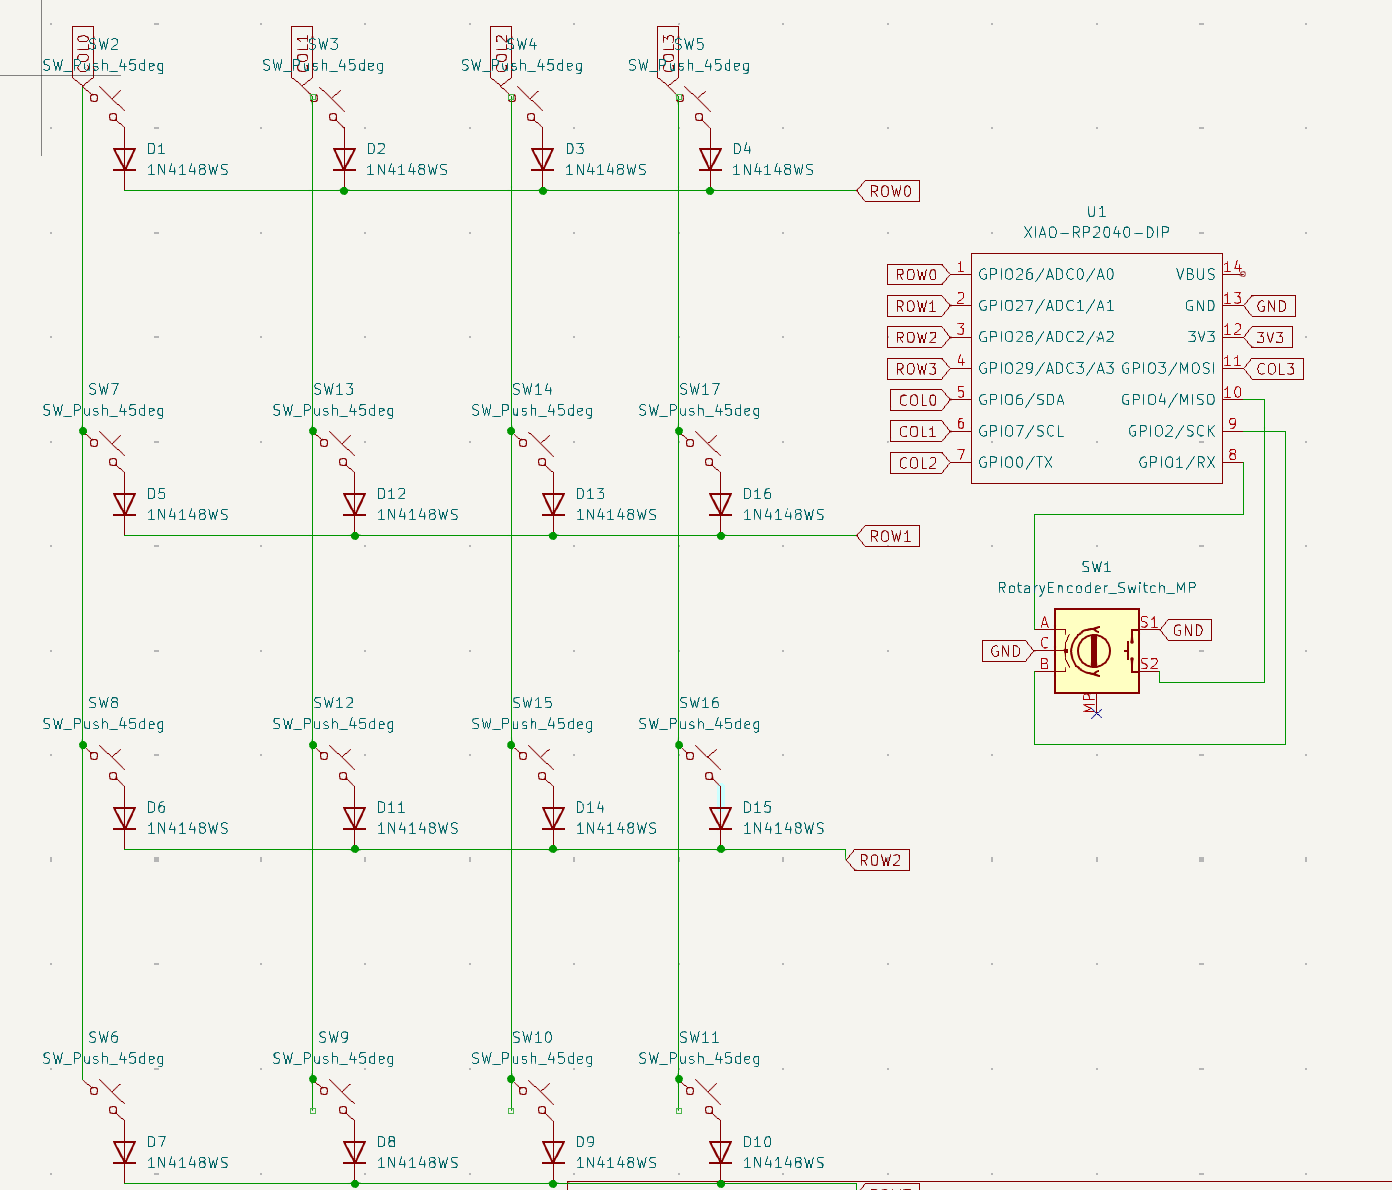 COL0
SW2
SW_Push_45deg
COL1
SW3
SW_Push_45deg
COL2
SW4
SW_Push_45deg
COL3
SW5
SW_Push_45deg
D1
1N4148WS
D2
1N4148WS
D3
1N4148WS
D4
1N4148WS
ROW0
U1
XIAO-RP2040-DIP
ROW0 1 GPIO26/ADC0/A0 VBUS 14
ROW1 2 GPIO27/ADC1/A1 GND 13 GND
ROW2 3 GPIO28/ADC2/A2 3V3 12 3V3
ROW3 4 GPIO29/ADC3/A3 GPIO3/MOSI 11 COL3
COL0 5 GPIO6/SDA GPIO4/MISO 10
COL1 6 GPIO7/SCL GPIO2/SCK 9
COL2 7 GPIO0/TX GPIO1/RX 8
SW7
SW_Push_45deg
SW13
SW_Push_45deg
SW14
SW_Push_45deg
SW17
SW_Push_45deg
D5
1N4148WS
D12
1N4148WS
D13
1N4148WS
D16
1N4148WS
ROW1
SW1
RotaryEncoder_Switch_MP
A S1 GND
GND C
B S2
MP
SW8
SW_Push_45deg
SW12
SW_Push_45deg
SW15
SW_Push_45deg
SW16
SW_Push_45deg
D6
1N4148WS
D11
1N4148WS
D14
1N4148WS
D15
1N4148WS
ROW2
SW6
SW_Push_45deg
SW9
SW_Push_45deg
SW10
SW_Push_45deg
SW11
SW_Push_45deg
D7
1N4148WS
D8
1N4148WS
D9
1N4148WS
D10
1N4148WS